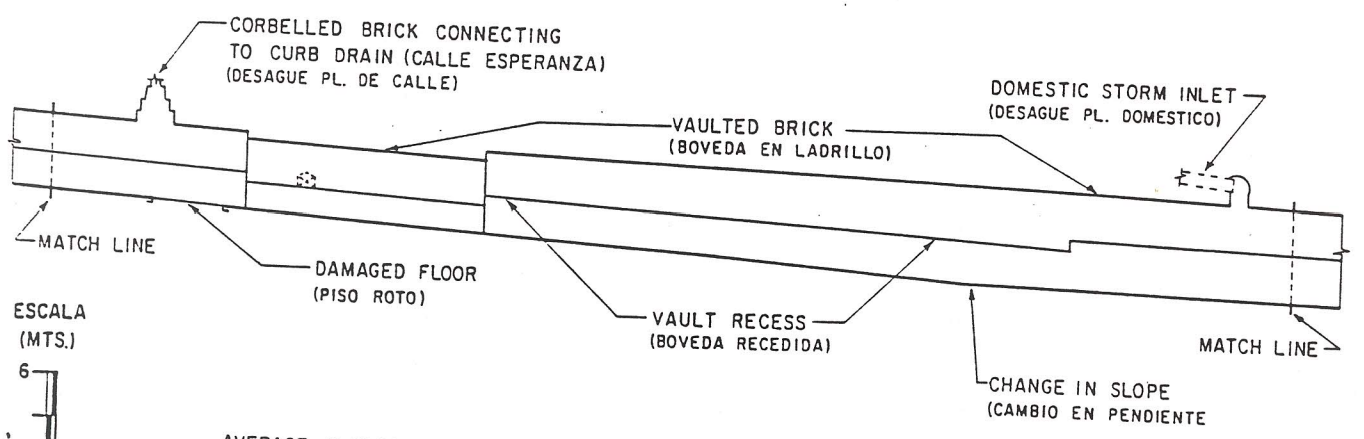 CORBELLED BRICK CONNECTING
TO CURB DRAIN (CALLE ESPERANZA)
(DESAGUE PL. DE CALLE)
DOMESTIC STORM INLET
(DESAGUE PL. DOMESTICO)
VAULTED BRICK
(BOVEDA EN LADRILLO)
MATCH LINE
DAMAGED FLOOR
(PISO ROTO)
VAULT RECESS
(BOVEDA RECEDIDA)
MATCH LINE
CHANGE IN SLOPE
(CAMBIO EN PENDIENTE
ESCALA
(MTS.)
6